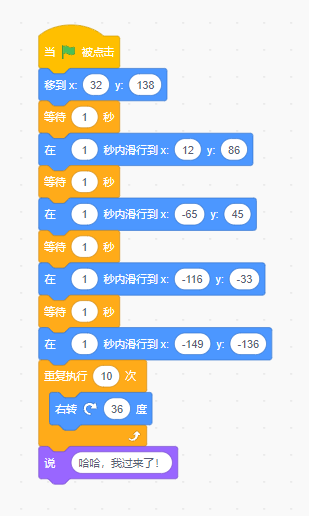 当 被点击
移到 x: 32 y: 138
等待 1 秒
在 1 秒内滑行到 x: 12 y: 86
等待 1 秒
在 1 秒内滑行到 x: -65 y: 45
等待 1 秒
在 1 秒内滑行到 x: -116 y: -33
等待 1 秒
在 1 秒内滑行到 x: -149 y: -136
重复执行 10 次
右转 36 度
说 哈哈，我过来了！